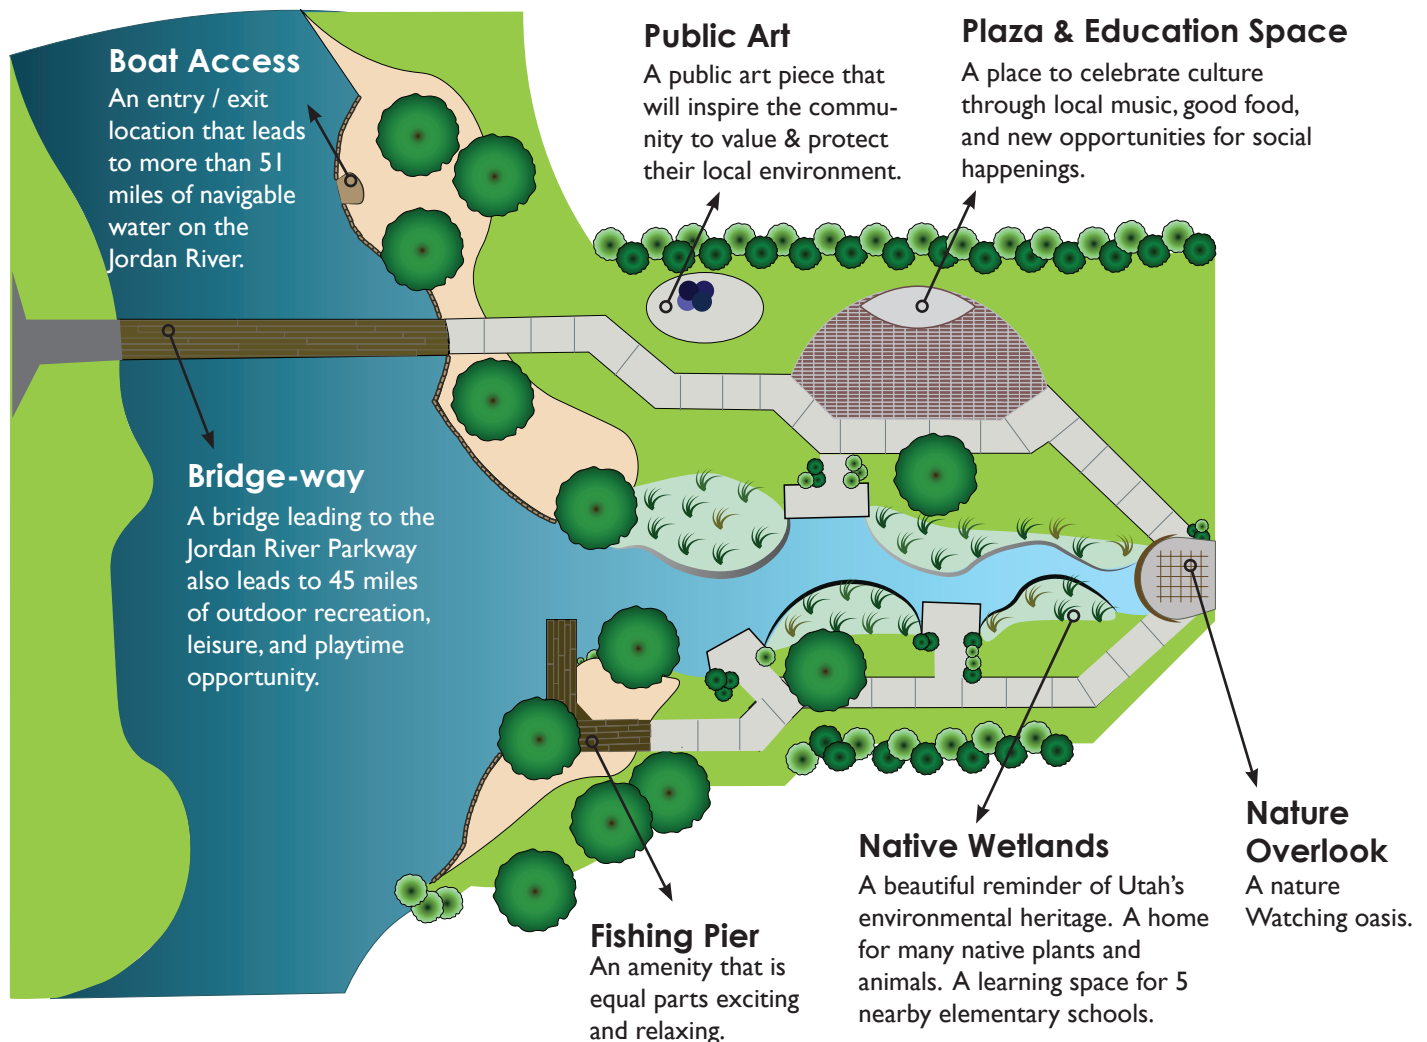 Boat Access
An entry / exit
location that leads
to more than 51
miles of navigable
water on the
Jordan River.
Public Art
A public art piece that
will inspire the commu-
nity to value & protect
their local environment.
Plaza & Education Space
A place to celebrate culture
through local music, good food,
and new opportunities for social
happenings.
Bridge-way
A bridge leading to the
Jordan River Parkway
also leads to 45 miles
of outdoor recreation,
leisure, and playtime
opportunity.
Fishing Pier
An amenity that is
equal parts exciting
and relaxing.
Native Wetlands
A beautiful reminder of Utah's
environmental heritage. A home
for many native plants and
animals. A learning space for 5
nearby elementary schools.
Nature
Overlook
A nature
Watching oasis.